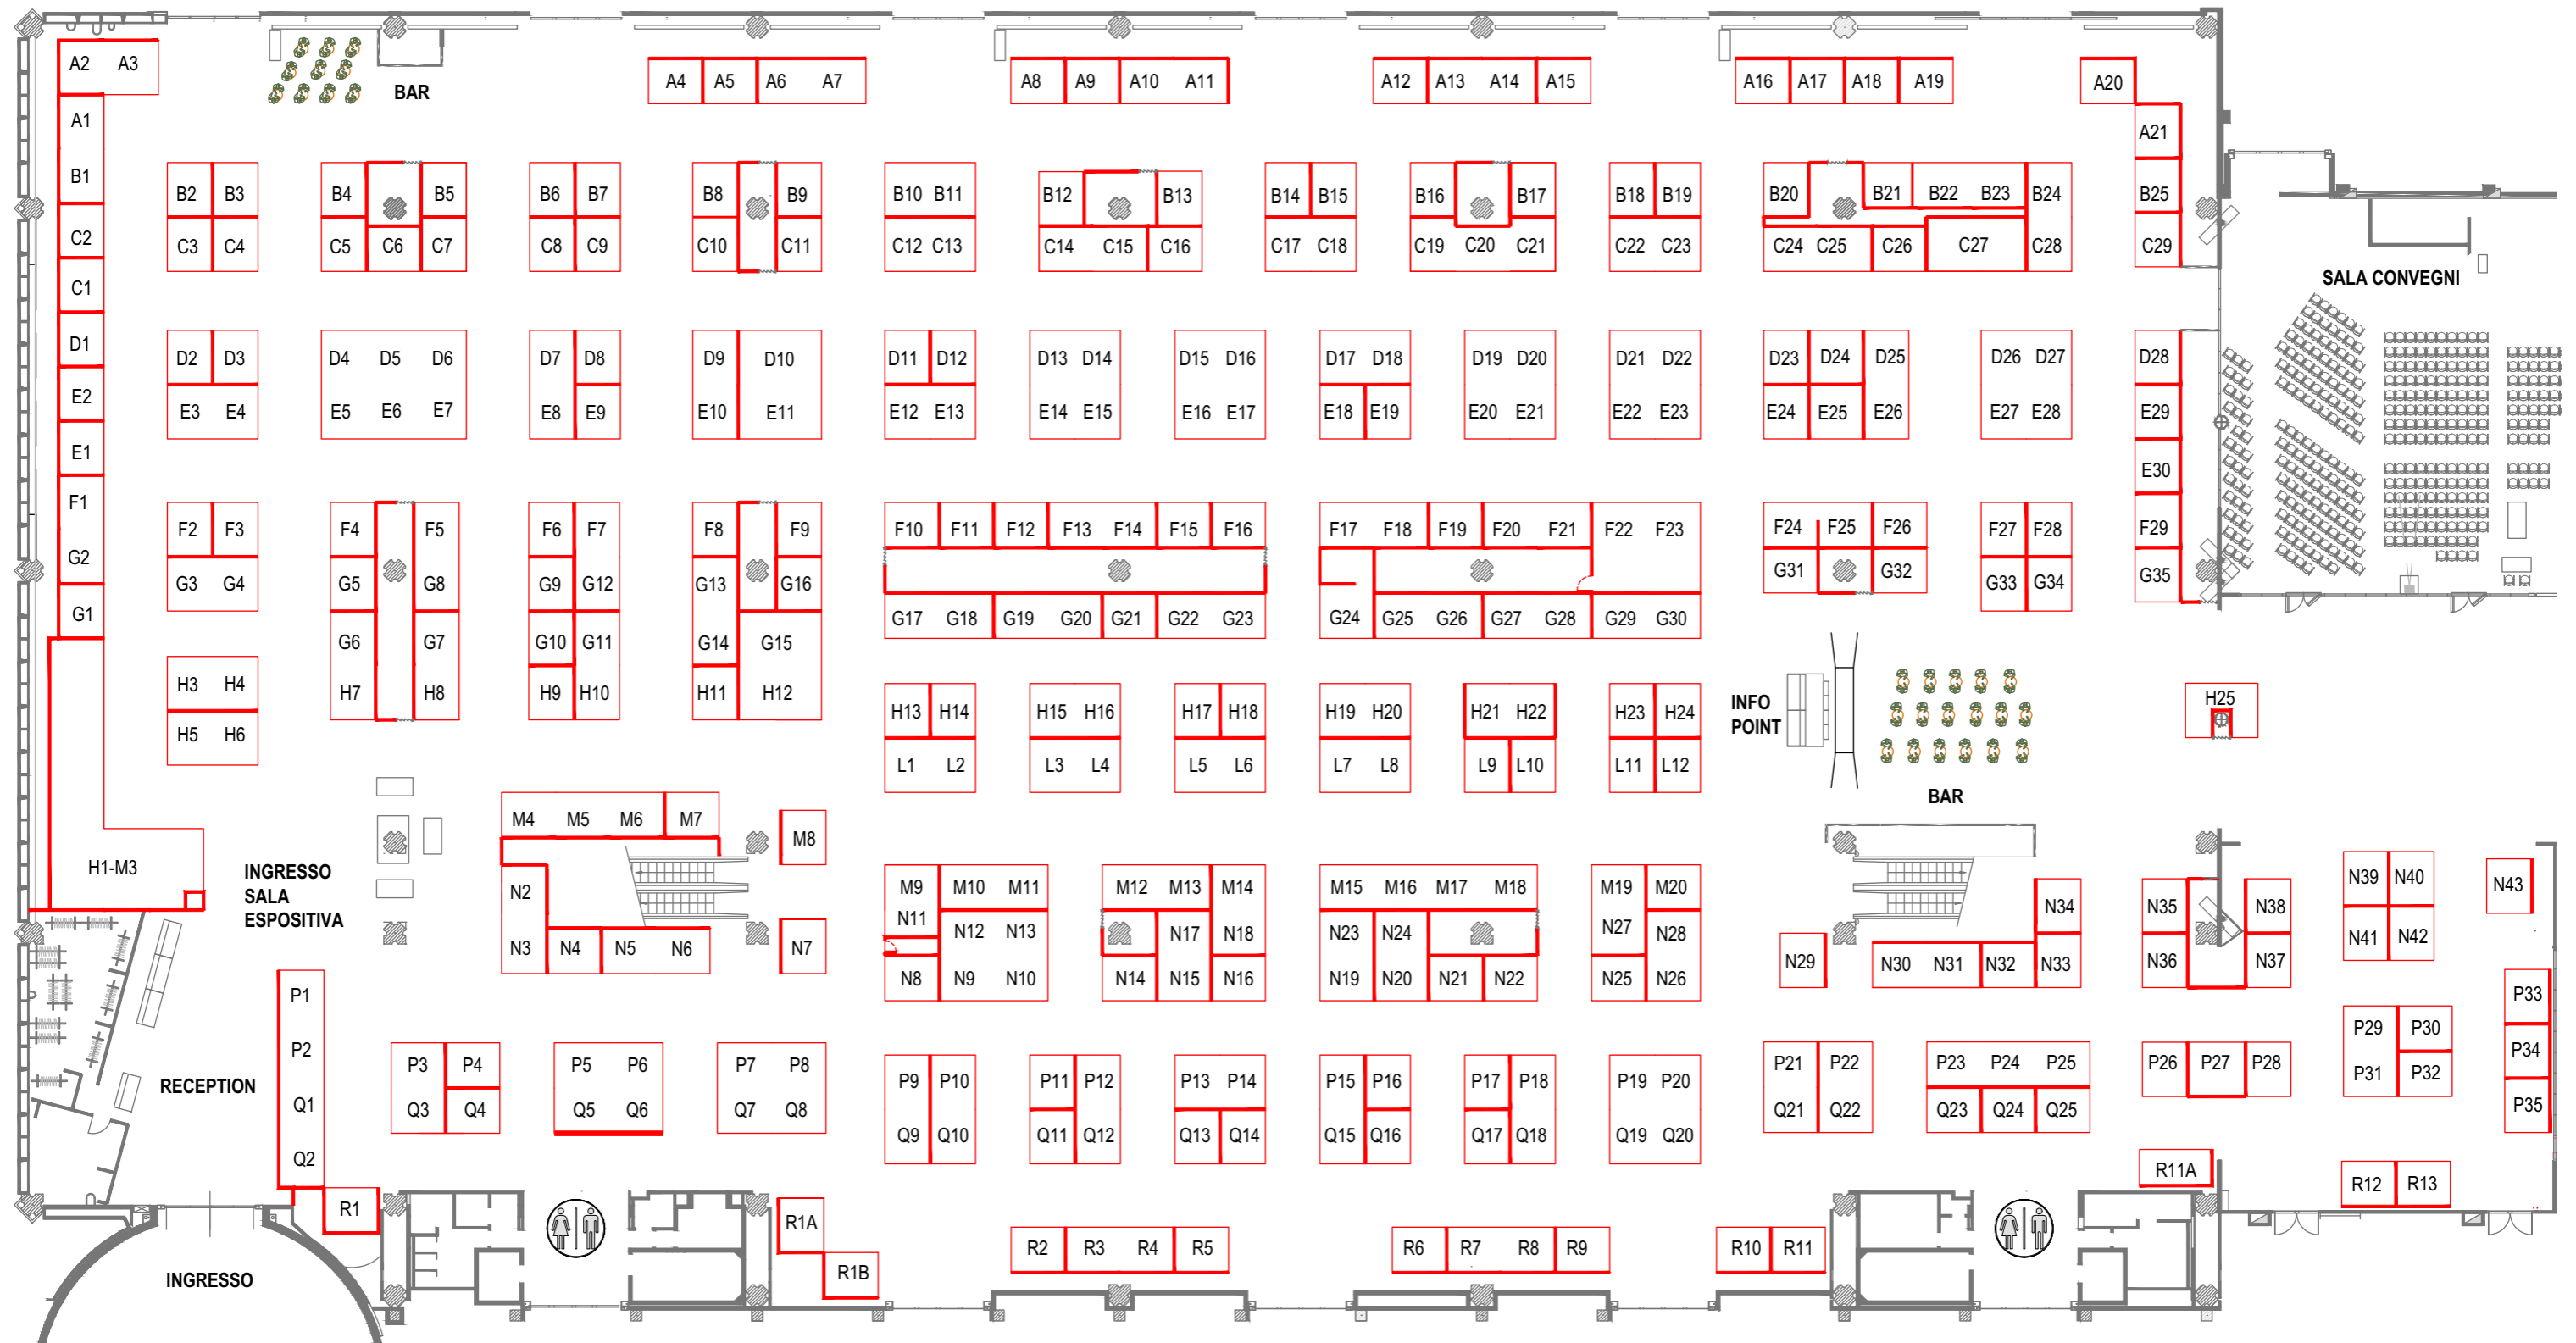 A2 A3
BAR
A4 A5 A6 A7
A8 A9 A10 A11
A12 A13 A14 A15
A16 A17 A18 A19
A20
A1
A21
B1
B2 B3
B4 B5
B6 B7
B8 B9
B10 B11
B12 B13
B14 B15
B16 B17
B18 B19
B20 B21 B22 B23 B24
B25
C2
C3 C4
C5 C6 C7
C8 C9
C10 C11
C12 C13
C14 C15 C16
C17 C18
C19 C20 C21
C22 C23
C24 C25 C26 C27 C28
C29
C1
SALA CONVEGNI
D1
D2 D3
D4 D5 D6
D7 D8
D9 D10
D11 D12
D13 D14
D15 D16
D17 D18
D19 D20
D21 D22
D23 D24 D25
D26 D27
D28
E2
E3 E4
E5 E6 E7
E8 E9
E10 E11
E12 E13
E14 E15
E16 E17
E18 E19
E20 E21
E22 E23
E24 E25 E26
E27 E28
E29
E1
E30
F1
F2 F3
F4 F5
F6 F7
F8 F9
F10 F11 F12 F13 F14 F15 F16
F17 F18 F19 F20 F21 F22 F23
F24 F25 F26
F27 F28
F29
G2
G3 G4
G5 G8
G9 G12
G13 G16
G31 G32
G33 G34
G35
G1
G6 G7
G10 G11
G14 G15
G17 G18 G19 G20 G21 G22 G23
G24 G25 G26 G27 G28 G29 G30
H3 H4
H7 H8
H9 H10
H11 H12
H13 H14
H15 H16
H17 H18
H19 H20
H21 H22
H23 H24
INFO
POINT
H25
H5 H6
L1 L2
L3 L4
L5 L6
L7 L8
L9 L10
L11 L12
BAR
M4 M5 M6 M7
M8
H1-M3
INGRESSO
SALA
ESPOSITIVA
N2
M9 M10 M11
M12 M13 M14
M15 M16 M17 M18
M19 M20
N39 N40
N43
N11
N12 N13
N17 N18
N23 N24
N27 N28
N34
N35 N38
N41 N42
N3 N4 N5 N6
N7
N8 N9 N10
N14 N15 N16
N19 N20 N21 N22
N25 N26
N29
N30 N31 N32 N33
N36 N37
P1
P33
P2
P3 P4
P5 P6
P7 P8
P9 P10
P11 P12
P13 P14
P15 P16
P17 P18
P19 P20
P21 P22
P23 P24 P25
P26 P27 P28
P29 P30
P34
RECEPTION
P31 P32
P35
Q1
Q3 Q4
Q5 Q6
Q7 Q8
Q9 Q10
Q11 Q12
Q13 Q14
Q15 Q16
Q17 Q18
Q19 Q20
Q21 Q22
Q23 Q24 Q25
Q2
R11A
R12 R13
R1
R1A
R2 R3 R4 R5
R6 R7 R8 R9
R10 R11
R1B
INGRESSO